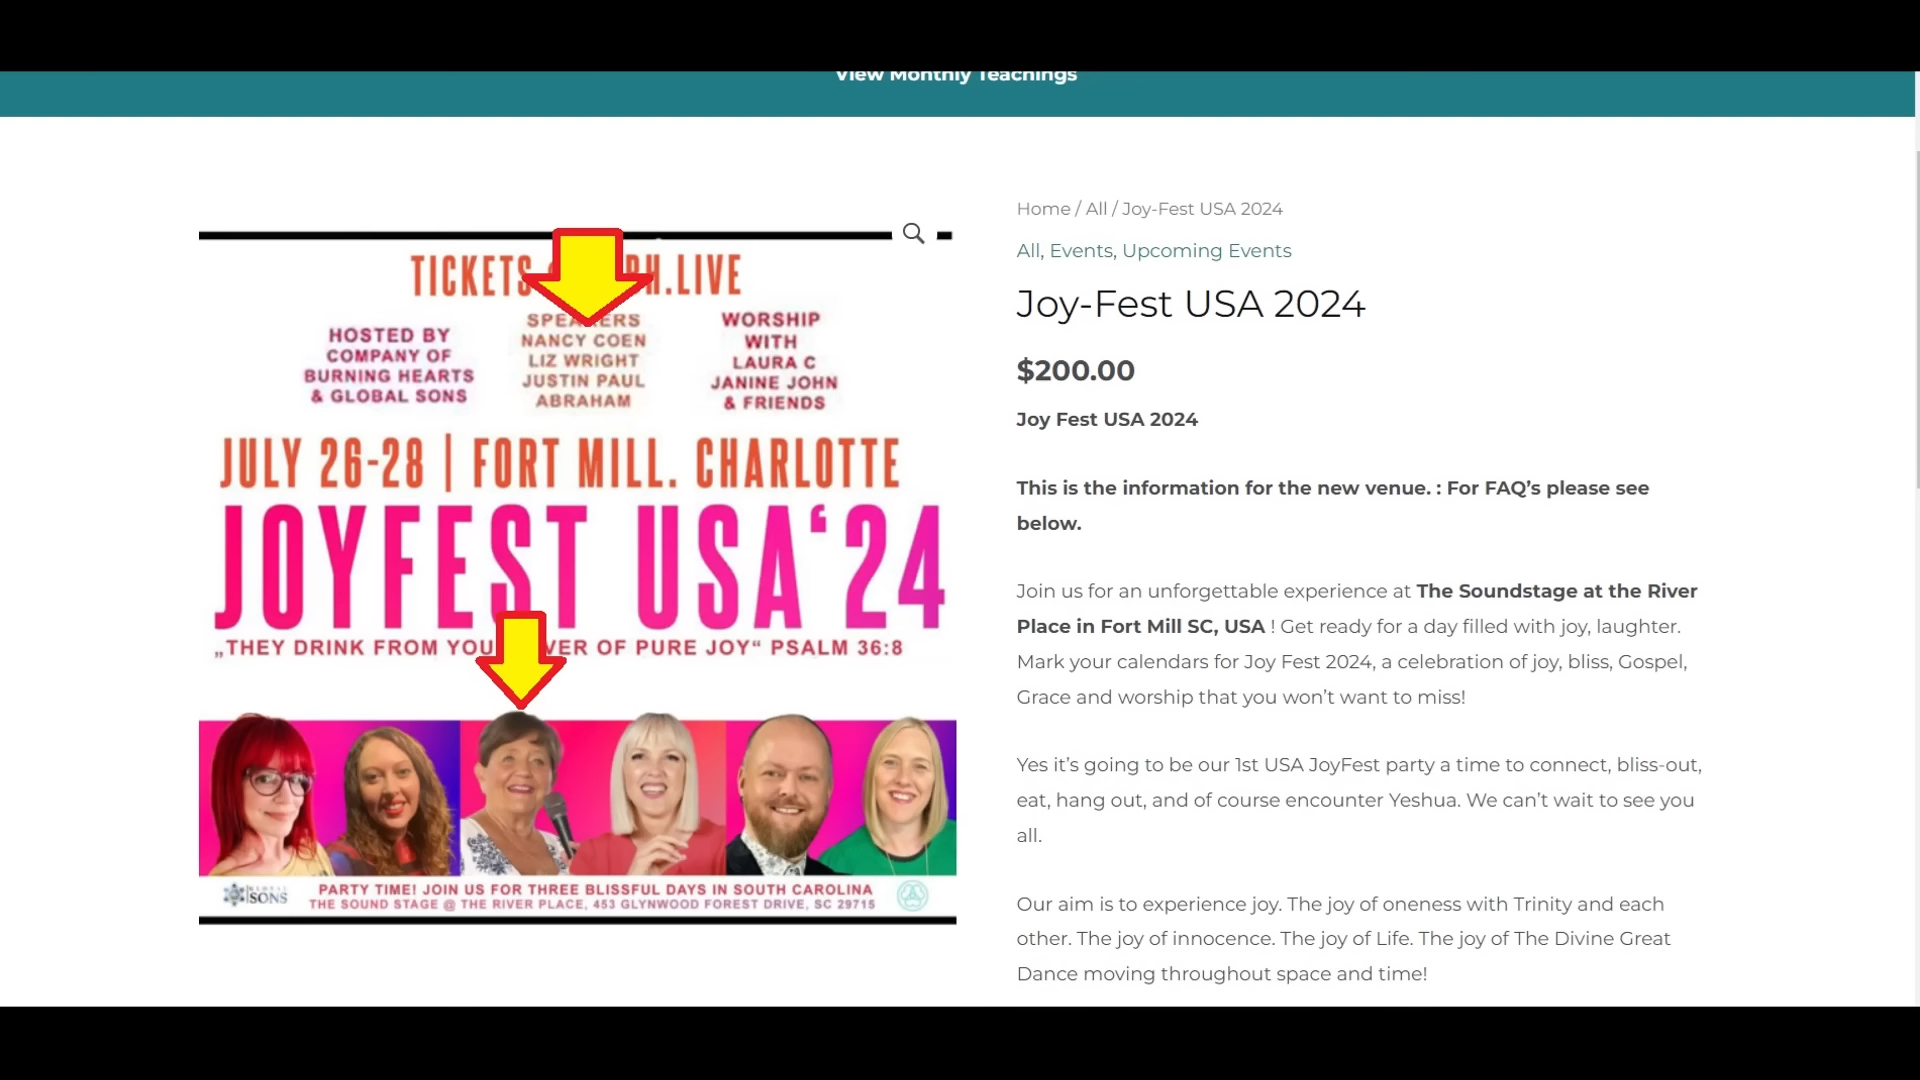 View Monthly Teachings
TICKETS H.LIVE
HOSTED BY
COMPANY OF
BURNING HEARTS
& GLOBAL SONS
SPEAKERS
NANCY COEN
LIZ WRIGHT
JUSTIN PAUL
ABRAHAM
WORSHIP
WITH
LAURA C
JANINE JOHN
& FRIENDS
JULY 26-28 | FORT MILL. CHARLOTTE
JOYFEST USA‘24
„THEY DRINK FROM YOU VER OF PURE JOY“ PSALM 36:8
GLOBAL
SONS
PARTY TIME! JOIN US FOR THREE BLISSFUL DAYS IN SOUTH CAROLINA
THE SOUND STAGE @ THE RIVER PLACE, 453 GLYNWOOD FOREST DRIVE, SC 29715
Home / All / Joy-Fest USA 2024
All, Events, Upcoming Events
Joy-Fest USA 2024
$200.00
Joy Fest USA 2024
This is the information for the new venue. : For FAQ’s please see
below.
Join us for an unforgettable experience at The Soundstage at the River
Place in Fort Mill SC, USA ! Get ready for a day filled with joy, laughter.
Mark your calendars for Joy Fest 2024, a celebration of joy, bliss, Gospel,
Grace and worship that you won’t want to miss!
Yes it’s going to be our 1st USA JoyFest party a time to connect, bliss-out,
eat, hang out, and of course encounter Yeshua. We can’t wait to see you
all.
Our aim is to experience joy. The joy of oneness with Trinity and each
other. The joy of innocence. The joy of Life. The joy of The Divine Great
Dance moving throughout space and time!